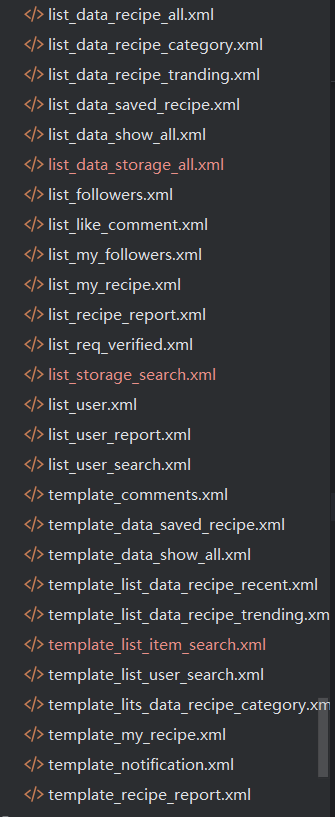 list_data_recipe_all.xml
list_data_recipe_category.xml
list_data_recipe_tranding.xml
list_data_saved_recipe.xml
list_data_show_all.xml
list_data_storage_all.xml
list_followers.xml
list_like_comment.xml
list_my_followers.xml
list_my_recipe.xml
list_recipe_report.xml
list_req_verified.xml
list_storage_search.xml
list_user.xml
list_user_report.xml
list_user_search.xml
template_comments.xml
template_data_saved_recipe.xml
template_data_show_all.xml
template_list_data_recipe_recent.xml
template_list_data_recipe_trending.xm
template_list_item_search.xml
template_list_user_search.xml
template_lits_data_recipe_category.xm
template_my_recipe.xml
template_notification.xml
template_recipe_report.xml